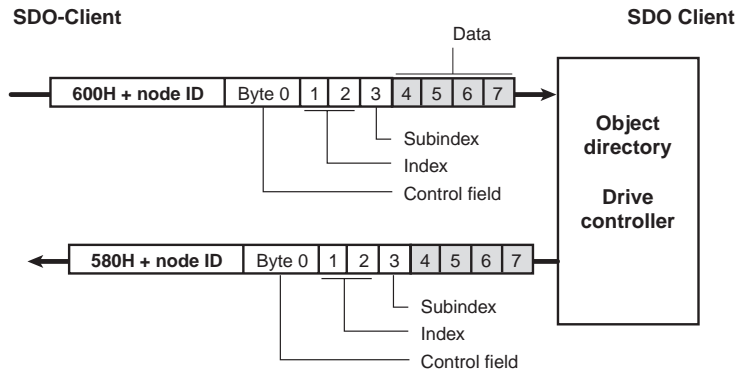 SDO-Client
SDO Client
Data
600H + node ID Byte 0 1 2 3 4 5 6 7
Subindex
Index
Control field
Object
directory
Drive
controller
580H + node ID Byte 0 1 2 3 4 5 6 7
Subindex
Index
Control field